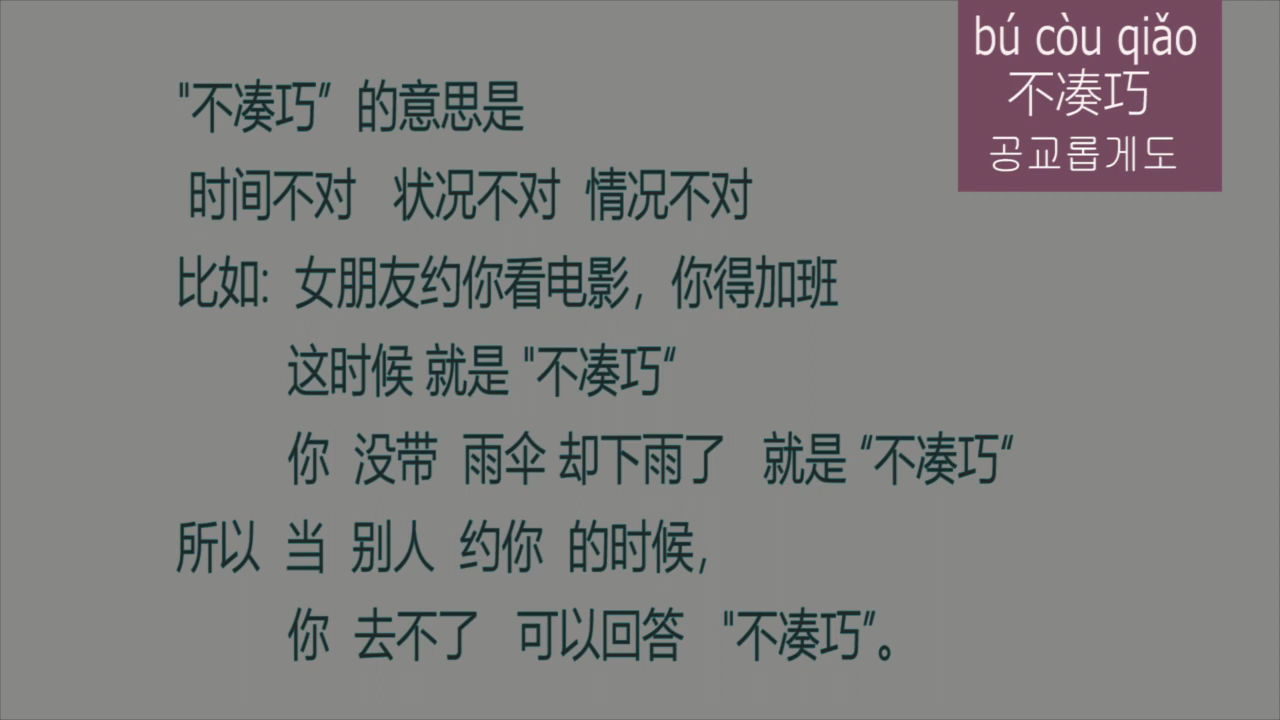 bú còu qiǎo
不凑巧
공교롭게도
"不凑巧” 的意思是
时间不对 状况不对 情况不对
比如: 女朋友约你看电影，你得加班
这时候 就是 "不凑巧“
你 没带 雨伞 却下雨了 就是 “不凑巧“
所以 当 别人 约你 的时候，
你 去不了 可以回答 "不凑巧”。